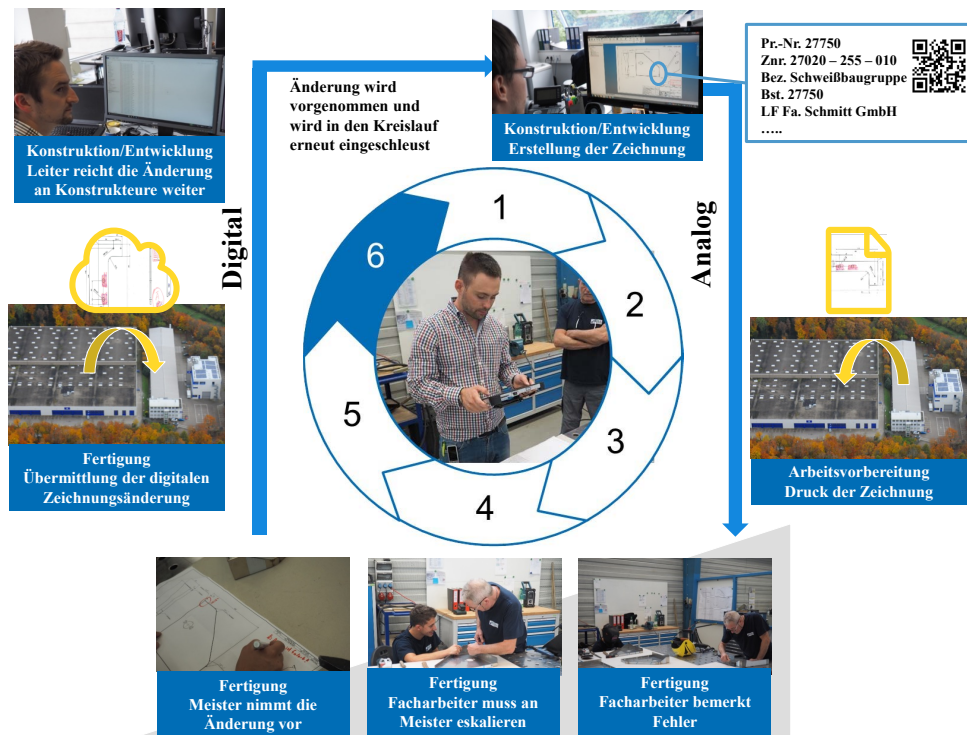 Konstruktion/Entwicklung
Leiter reicht die Änderung
an Konstrukteure weiter
Änderung wird
vorgenommen und
wird in den Kreislauf
erneut eingeschleust
Konstruktion/Entwicklung
Erstellung der Zeichnung
Pr.-Nr. 27750
Znr. 27020 – 255 – 010
Bez. Schweißbaugruppe
Bst. 27750
LF Fa. Schmitt GmbH
…..
Digital
Analog
1
2
3
4
5
6
Fertigung
Übermittlung der digitalen
Zeichnungsänderung
Arbeitsvorbereitung
Druck der Zeichnung
Fertigung
Meister nimmt die
Änderung vor
Fertigung
Facharbeiter muss an
Meister eskalieren
Fertigung
Facharbeiter bemerkt
Fehler